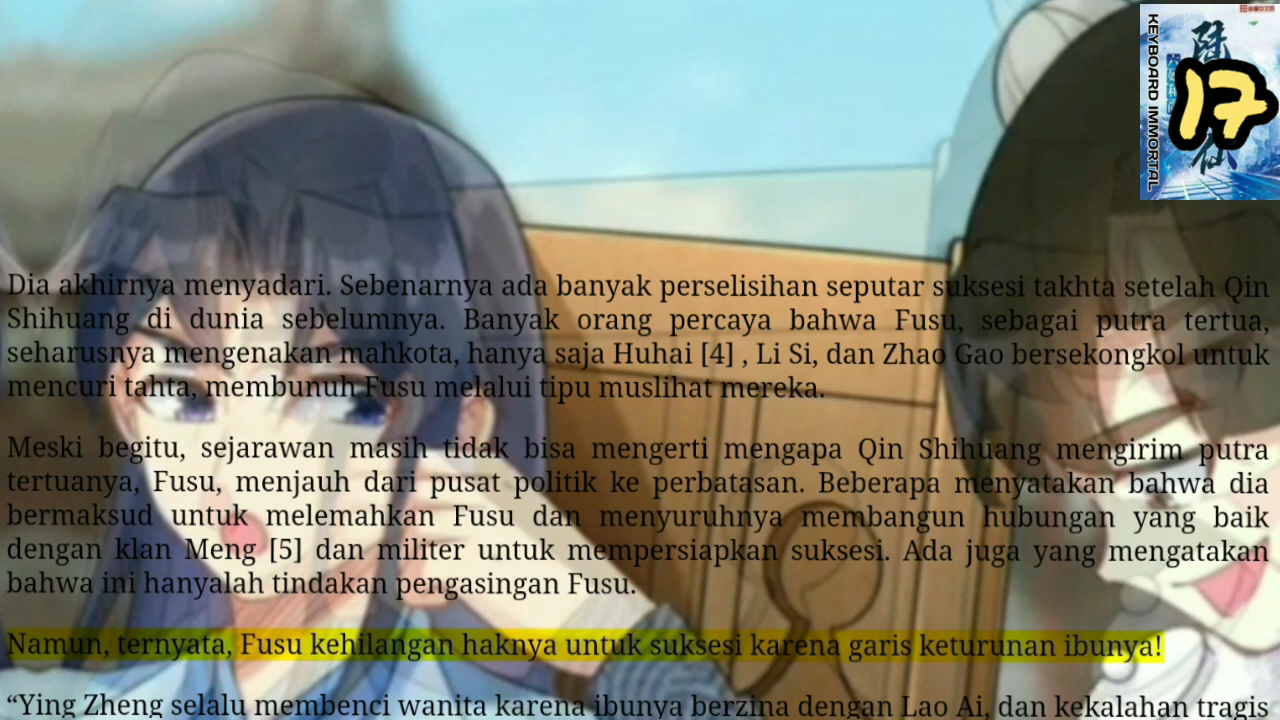 KEYBOARD IMMORTAL
17
Dia akhirnya menyadari. Sebenarnya ada banyak perselisihan seputar suksesi takhta setelah Qin
Shihuang di dunia sebelumnya. Banyak orang percaya bahwa Fusu, sebagai putra tertua,
seharusnya mengenakan mahkota, hanya saja Huhai [4] , Li Si, dan Zhao Gao bersekongkol untuk
mencuri tahta, membunuh Fusu melalui tipu muslihat mereka.
Meski begitu, sejarawan masih tidak bisa mengerti mengapa Qin Shihuang mengirim putra
tertuanya, Fusu, menjauh dari pusat politik ke perbatasan. Beberapa menyatakan bahwa dia
bermaksud untuk melemahkan Fusu dan menyuruhnya membangun hubungan yang baik
dengan klan Meng [5] dan militer untuk mempersiapkan suksesi. Ada juga yang mengatakan
bahwa ini hanyalah tindakan pengasingan Fusu.
Namun, ternyata, Fusu kehilangan haknya untuk suksesi karena garis keturunan ibunya!
“Ying Zheng selalu membenci wanita karena ibunya berzina dengan Lao Ai, dan kekalahan tragis